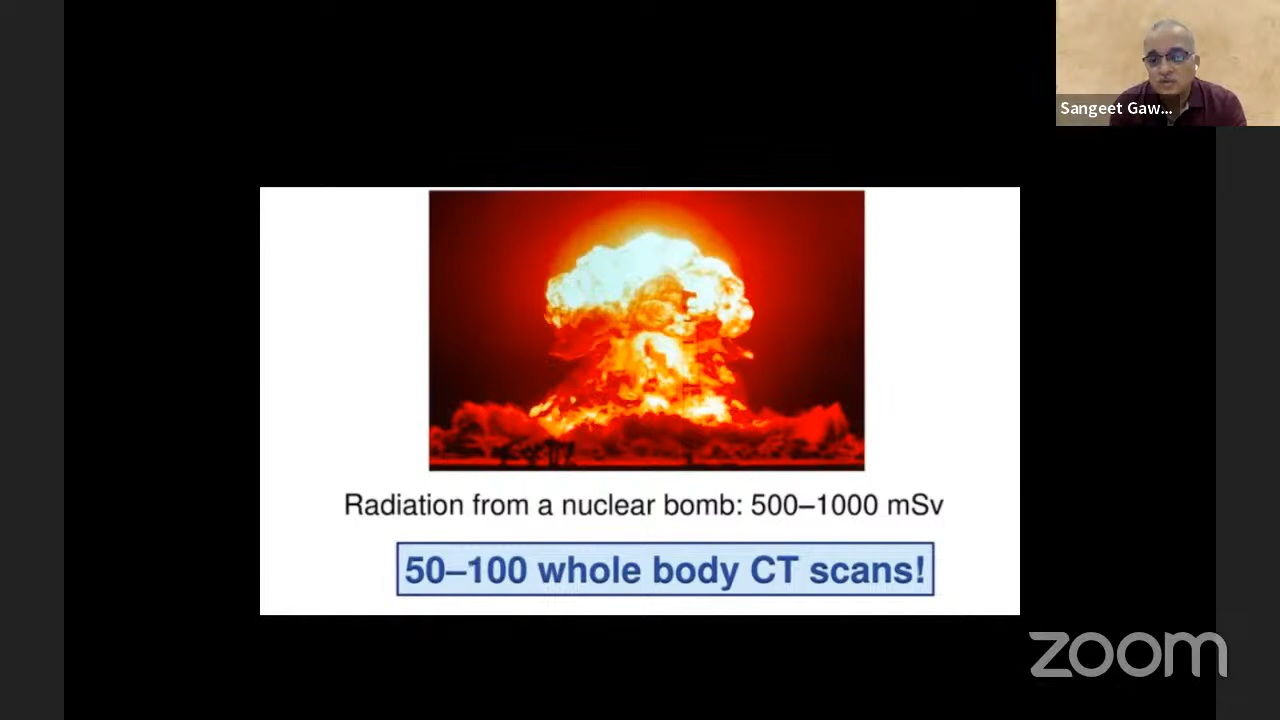 Sangeet Gaw...
Radiation from a nuclear bomb: 500–1000 mSv
50–100 whole body CT scans!
zoom